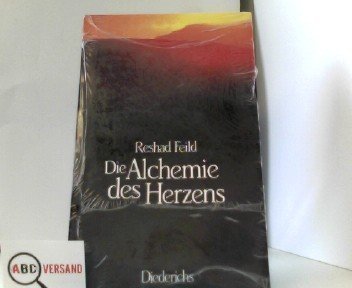 Reshad Feild
Die Alchemie
des Herzens
Diederichs
ABC VERSAND